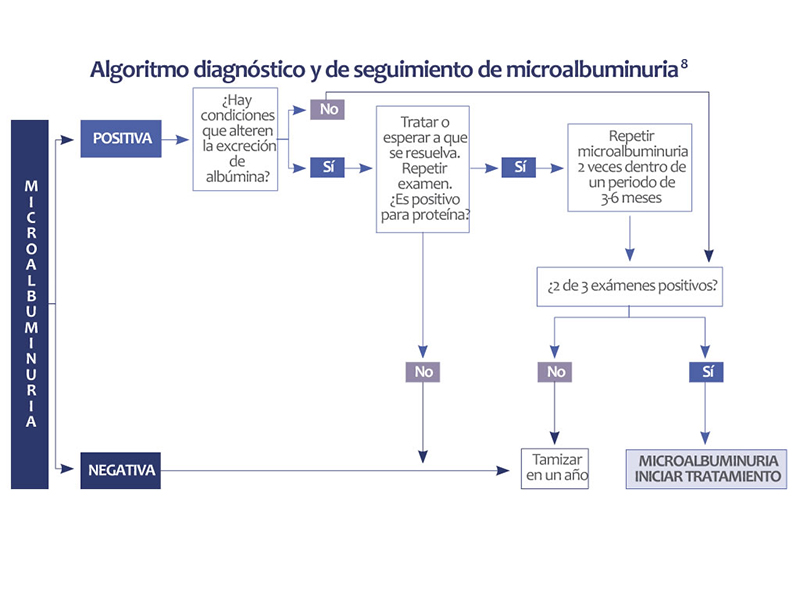 Algoritmo diagnóstico y de seguimiento de microalbuminuria⁸
MICROALBUMINURIA
POSITIVA
¿Hay
condiciones
que alteren
la excreción
de
albúmina?
No
Sí
Tratar o
esperar a que
se resuelva.
Repetir
examen.
¿Es positivo
para proteína?
Sí
Repetir
microalbuminuria
2 veces dentro de
un periodo de
3-6 meses
¿2 de 3 exámenes positivos?
No
No
Sí
NEGATIVA
Tamizar
en un año
MICROALBUMINURIA
INICIAR TRATAMIENTO